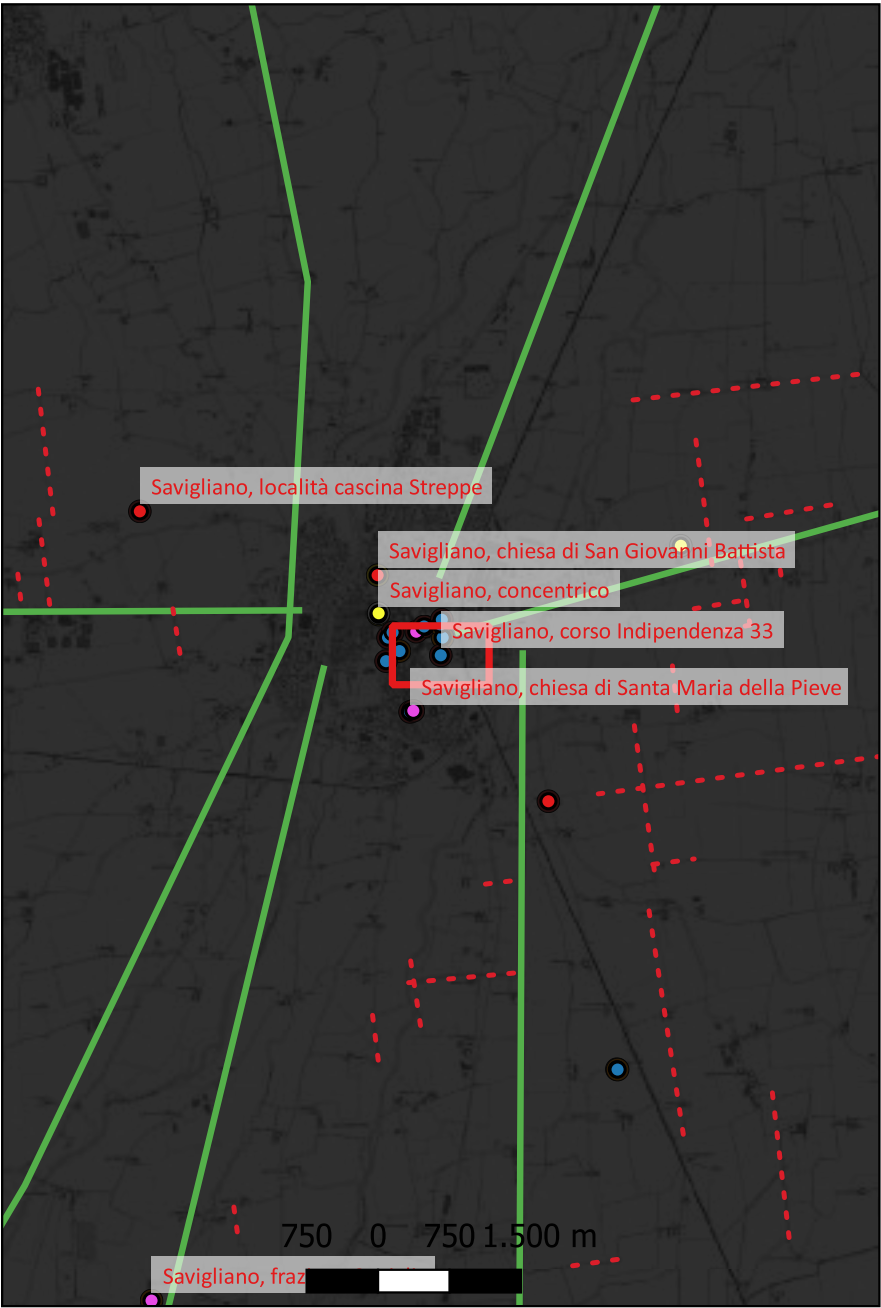 Savigliano, località cascina Streppe
Savigliano, chiesa di San Giovanni Battista
Savigliano, concentrico
Savigliano, corso Indipendenza 33
Savigliano, chiesa di Santa Maria della Pieve
750 0 750 1.500 m
Savigliano,